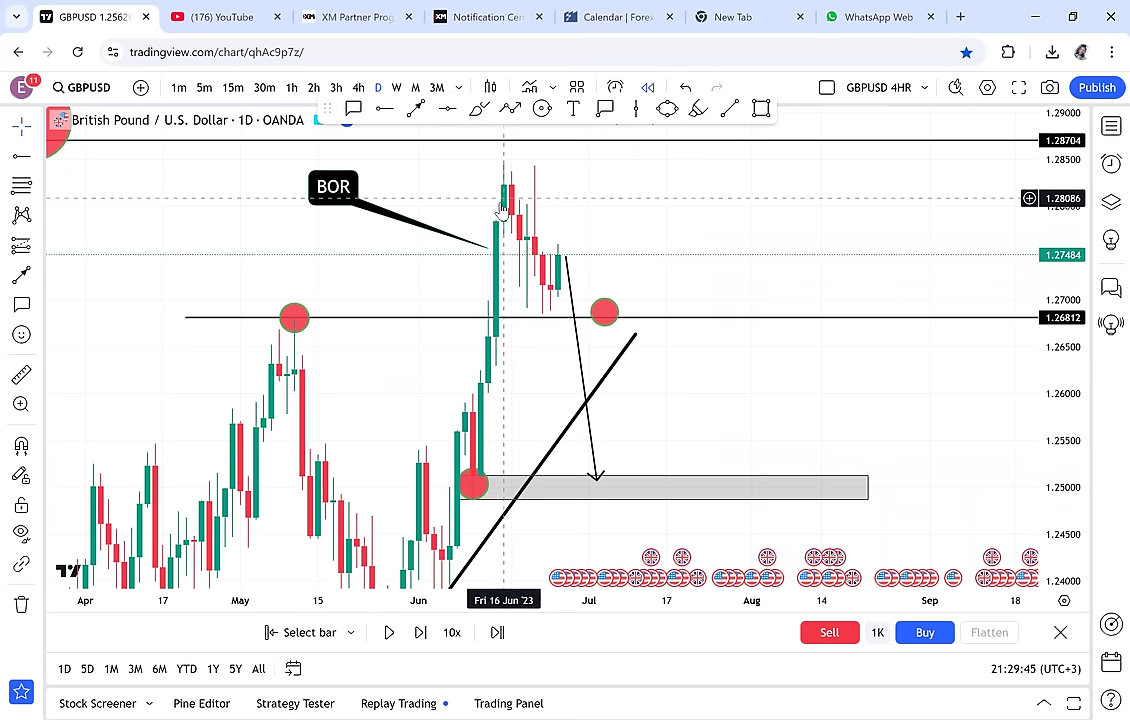 GBPUSD 1.2562
(176) YouTube
XM Partner Prog
Notification Cen
Calendar | Forex
New Tab
WhatsApp Web
tradingview.com/chart/qhAc9p7z/
E
11
GBPUSD
1m 5m 15m 30m 1h 2h 3h 4h D W M 3M
GBPUSD 4HR
Publish
British Pound / U.S. Dollar · 1D · OANDA
1.29000
1.28704
1.28500
BOR
1.28086
1.27484
1.27000
1.26812
1.26500
1.26000
1.25500
1.25000
1.24500
1.24000
Apr 17 May 15 Jun Fri 16 Jun '23 Jul 17 Aug 14 Sep 18
Select bar
10x
Sell 1K Buy Flatten
1D 5D 1M 3M 6M YTD 1Y 5Y All
21:29:45 (UTC+3)
Stock Screener Pine Editor Strategy Tester Replay Trading Trading Panel